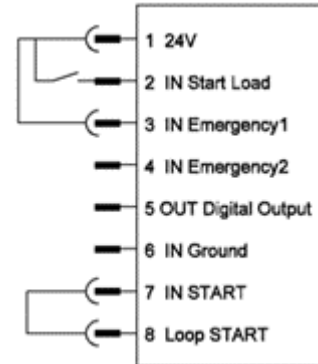 1 24V
2 IN Start Load
3 IN Emergency1
4 IN Emergency2
5 OUT Digital Output
6 IN Ground
7 IN START
8 Loop START